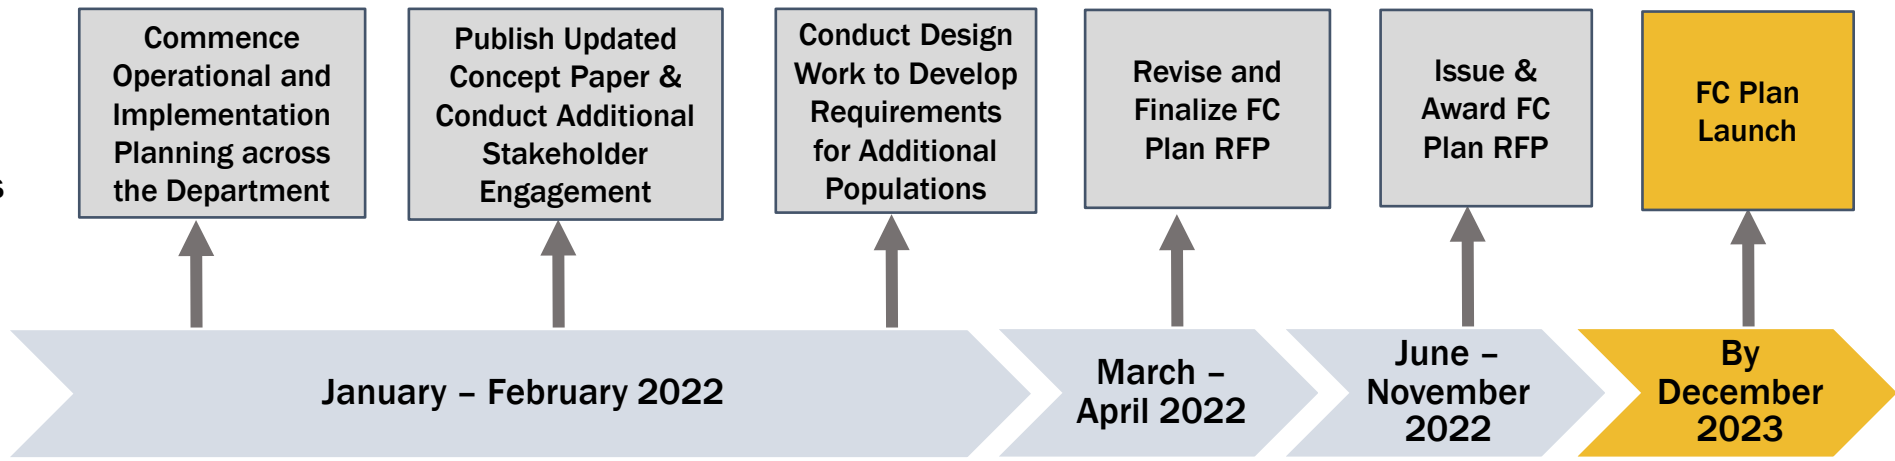 Commence
Operational and
Implementation
Planning across
the Department
Publish Updated
Concept Paper &
Conduct Additional
Stakeholder
Engagement
Conduct Design
Work to Develop
Requirements
for Additional
Populations
Revise and
Finalize FC
Plan RFP
Issue &
Award FC
Plan RFP
FC Plan
Launch
January – February 2022
March –
April 2022
June –
November
2022
By
December
2023